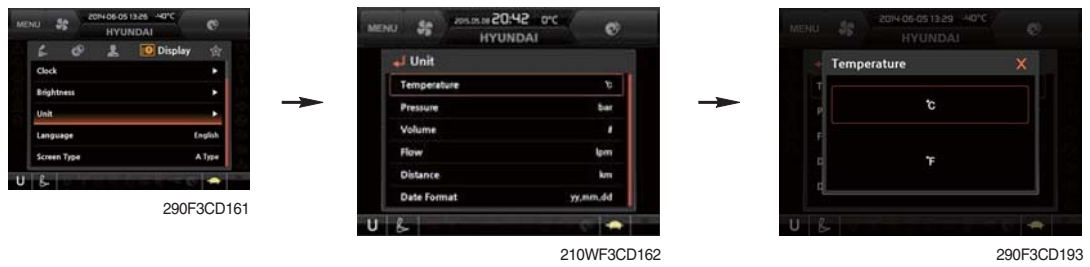 MENU 2014-06-05 13:26 -40°C
HYUNDAI
Display
Clock
Brightness
Unit
Language English
Screen Type A Type
U
290F3CD161
MENU 2015.05.08 20:42 0°C
HYUNDAI
Unit
Temperature ℃
Pressure bar
Volume ℓ
Flow lpm
Distance km
Date Format yy,mm,dd
U
210WF3CD162
MENU 2014-06-05 13:29 -40°C
HYUNDAI
Temperature X
℃
℉
U
290F3CD193